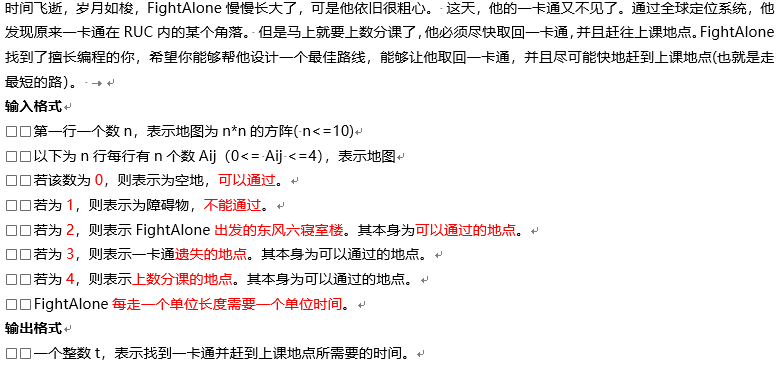 时间飞逝，岁月如梭，FightAlone 慢慢长大了，可是他依旧很粗心。 这天，他的一卡通又不见了。通过全球定位系统，他
发现原来一卡通在 RUC 内的某个角落。 但是马上就要上数分课了，他必须尽快取回一卡通，并且赶往上课地点。FightAlone
找到了擅长编程的你，希望你能够帮他设计一个最佳路线，能够让他取回一卡通，并且尽可能快地赶到上课地点(也就是走
最短的路）。 →↵
输入格式↵
□□第一行一个数 n，表示地图为 n*n 的方阵( n<=10)↵
□□以下为 n 行每行有 n 个数 Aij（0<= Aij <=4），表示地图
□□若该数为 0，则表示为空地，可以通过。↵
□□若为 1，则表示为障碍物，不能通过。↵
□□若为 2，则表示 FightAlone 出发的东风六寝室楼。其本身为可以通过的地点。↵
□□若为 3，则表示一卡通遗失的地点。其本身为可以通过的地点。↵
□□若为 4，则表示上数分课的地点。其本身为可以通过的地点。↵
□□FightAlone 每走一个单位长度需要一个单位时间。↵
输出格式↵
□□一个整数 t，表示找到一卡通并赶到上课地点所需要的时间。↵